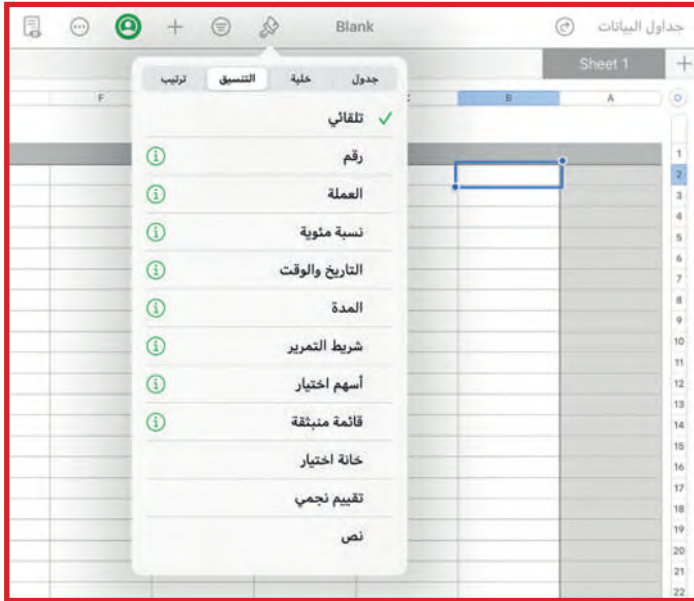 جداول البيانات Blank
Sheet 1
جدول خلية التنسيق ترتيب
A B F
تلقائي
رقم
العملة
نسبة مئوية
التاريخ والوقت
المدة
شريط التمرير
أسهم اختيار
قائمة منبثقة
خانة اختيار
تقييم نجمي
نص
1
2
3
4
5
6
7
8
9
10
11
12
13
14
15
16
17
18
19
20
21
22